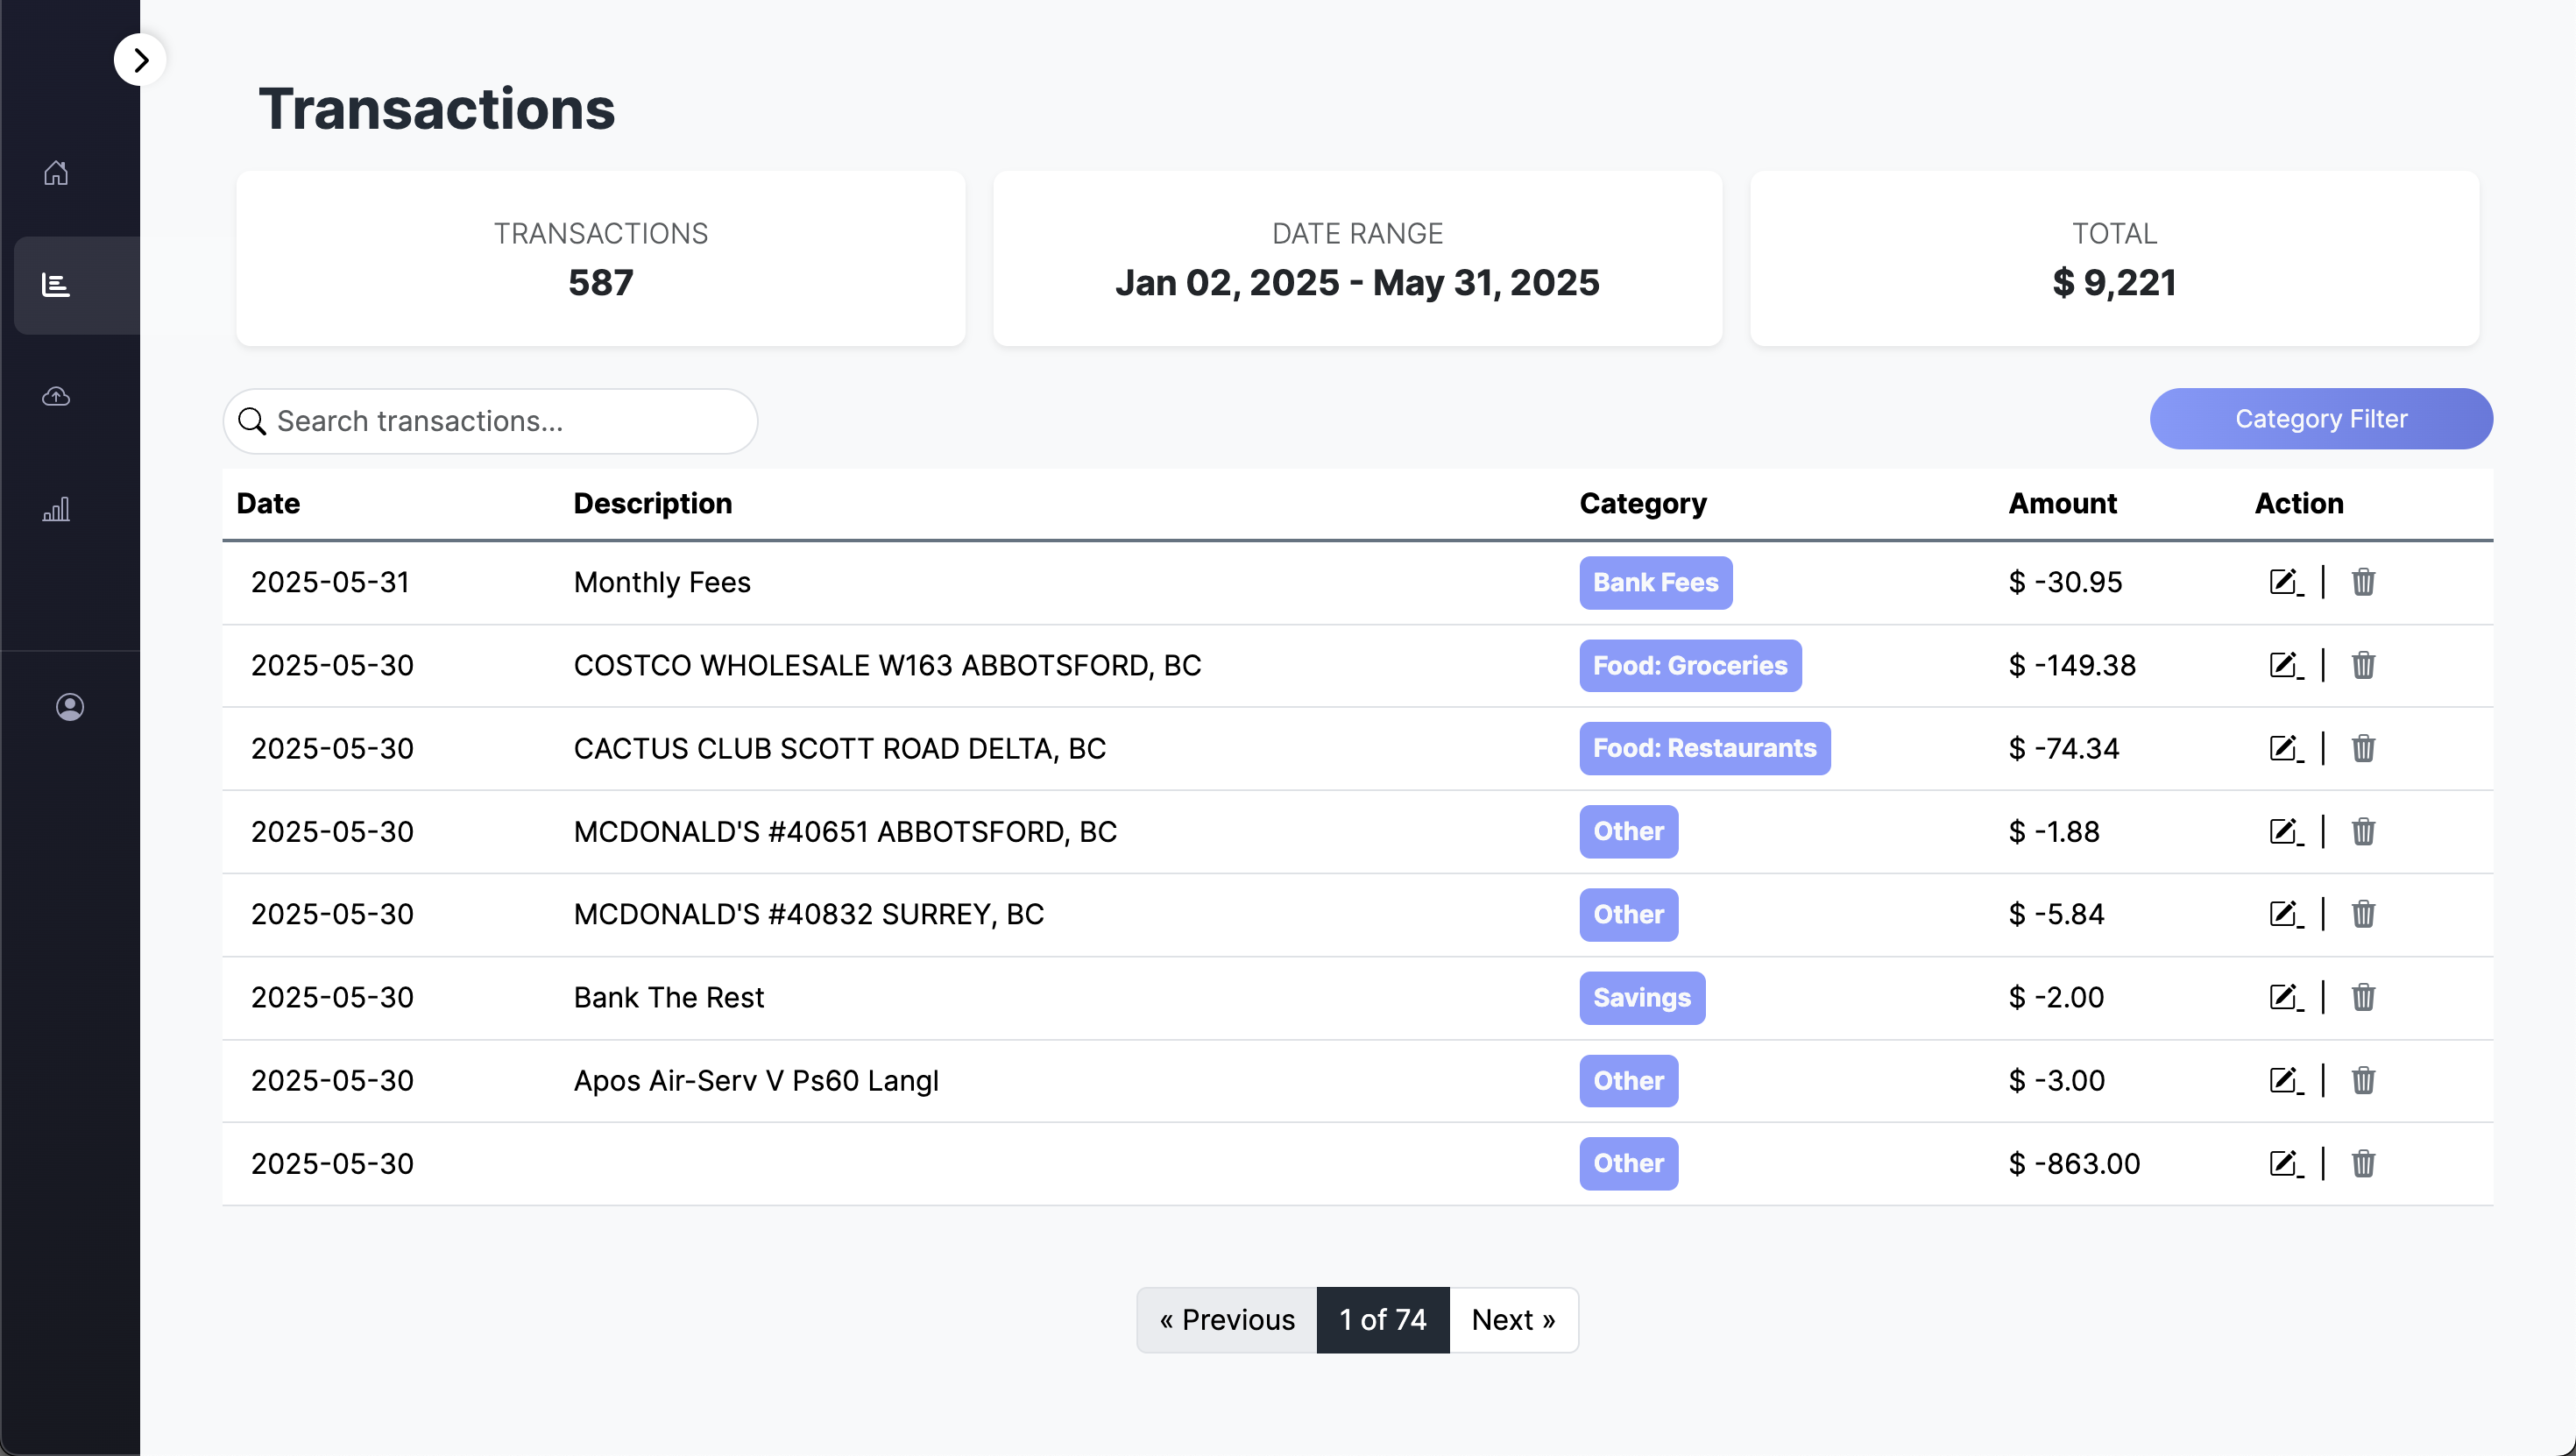 Transactions
TRANSACTIONS
587
DATE RANGE
Jan 02, 2025 - May 31, 2025
TOTAL
$ 9,221
Search transactions...
Category Filter
Date Description Category Amount Action
2025-05-31 Monthly Fees Bank Fees $ -30.95 |
2025-05-30 COSTCO WHOLESALE W163 ABBOTSFORD, BC Food: Groceries $ -149.38 |
2025-05-30 CACTUS CLUB SCOTT ROAD DELTA, BC Food: Restaurants $ -74.34 |
2025-05-30 MCDONALD'S #40651 ABBOTSFORD, BC Other $ -1.88 |
2025-05-30 MCDONALD'S #40832 SURREY, BC Other $ -5.84 |
2025-05-30 Bank The Rest Savings $ -2.00 |
2025-05-30 Apos Air-Serv V Ps60 Langl Other $ -3.00 |
2025-05-30 Other $ -863.00 |
« Previous 1 of 74 Next »